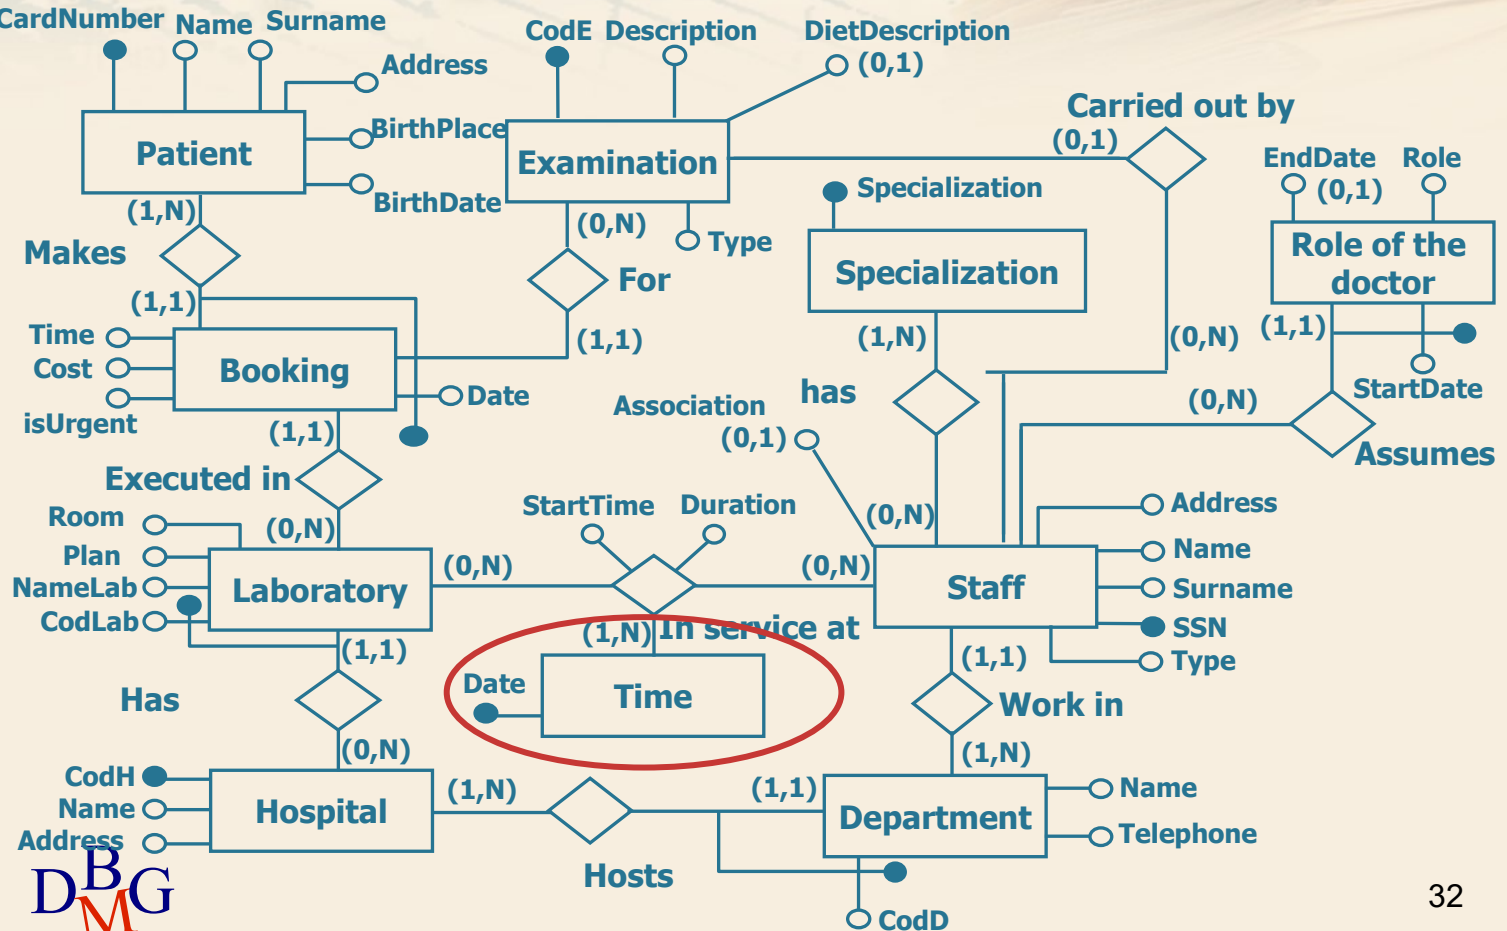 CardNumber
Name
Surname
Address
BirthPlace
BirthDate
Patient
(1,N)
Makes
(1,1)
CodE
Description
DietDescription
(0,1)
Examination
(0,N)
Type
For
(1,1)
Carried out by
(0,1)
(0,N)
Specialization
Specialization
(1,N)
has
(0,N)
EndDate
(0,1)
Role
Role of the
doctor
(1,1)
StartDate
(0,N)
Assumes
Time
Cost
isUrgent
Booking
Date
(1,1)
Executed in
(0,N)
Room
Plan
NameLab
CodLab
Laboratory
(0,N)
StartTime
Duration
(0,N)
In service at
(1,N)
Association
(0,1)
Staff
Address
Name
Surname
SSN
Type
(1,1)
Has
(0,N)
Date
Time
(1,1)
Work in
(1,N)
CodH
Name
Address
Hospital
(1,N)
Hosts
(1,1)
Department
Name
Telephone
CodD
DBMG
32